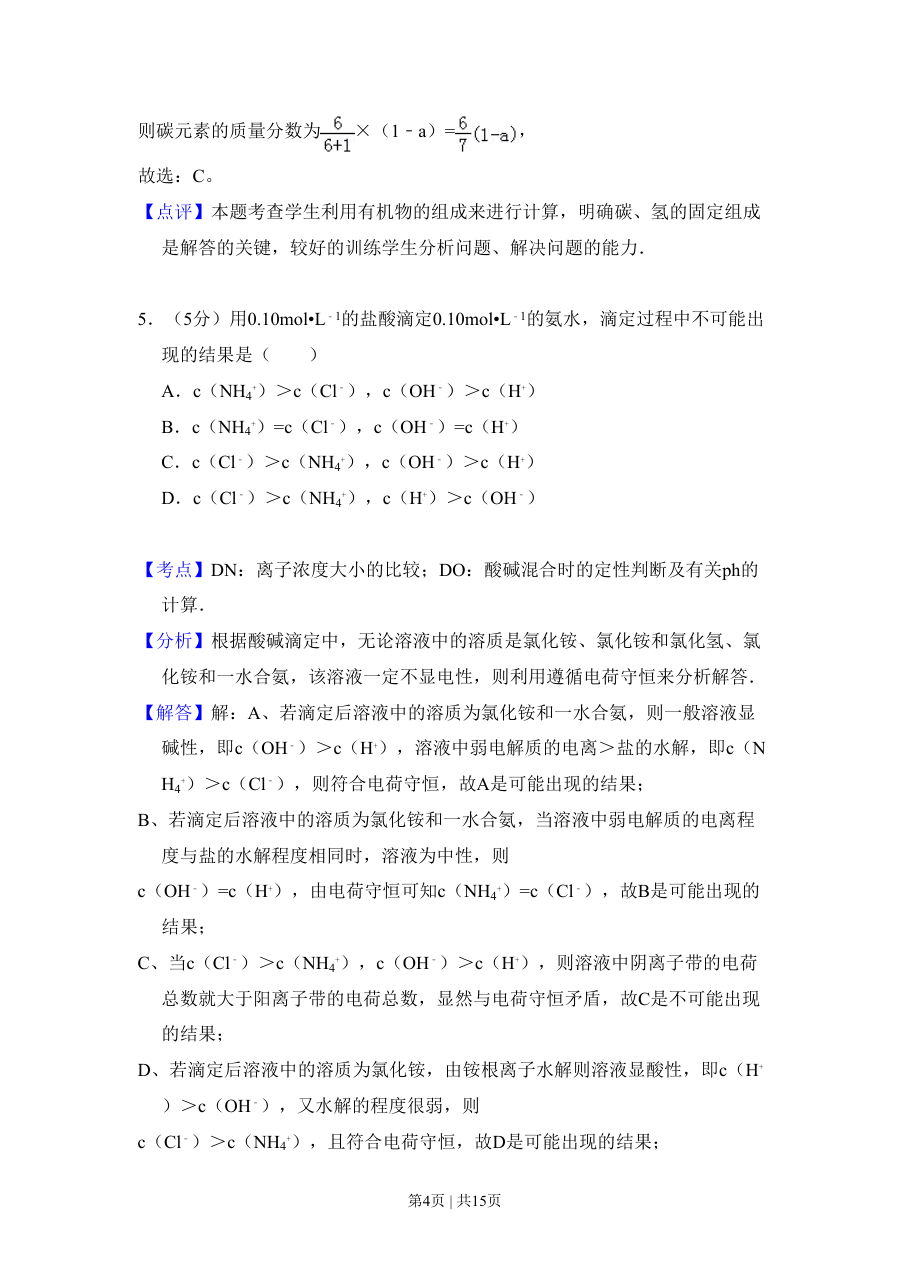 则碳元素的质量分数为6/(6+1)×（1﹣a）=6/7(1-a)，
故选：C。
【点评】本题考查学生利用有机物的组成来进行计算，明确碳、氢的固定组成
是解答的关键，较好的训练学生分析问题、解决问题的能力．
5．（5分）用0.10mol•L﹣1的盐酸滴定0.10mol•L﹣1的氨水，滴定过程中不可能出
现的结果是（　　）
A．c（NH4+）＞c（Cl﹣），c（OH﹣）＞c（H+）
B．c（NH4+）=c（Cl﹣），c（OH﹣）=c（H+）
C．c（Cl﹣）＞c（NH4+），c（OH﹣）＞c（H+）
D．c（Cl﹣）＞c（NH4+），c（H+）＞c（OH﹣）
【考点】DN：离子浓度大小的比较；DO：酸碱混合时的定性判断及有关ph的
计算．
【分析】根据酸碱滴定中，无论溶液中的溶质是氯化铵、氯化铵和氯化氢、氯
化铵和一水合氨，该溶液一定不显电性，则利用遵循电荷守恒来分析解答．
【解答】解：A、若滴定后溶液中的溶质为氯化铵和一水合氨，则一般溶液显
碱性，即c（OH﹣）＞c（H+），溶液中弱电解质的电离＞盐的水解，即c（N
H4+）＞c（Cl﹣），则符合电荷守恒，故A是可能出现的结果；
B、若滴定后溶液中的溶质为氯化铵和一水合氨，当溶液中弱电解质的电离程
度与盐的水解程度相同时，溶液为中性，则
c（OH﹣）=c（H+），由电荷守恒可知c（NH4+）=c（Cl﹣），故B是可能出现的
结果；
C、当c（Cl﹣）＞c（NH4+），c（OH﹣）＞c（H+），则溶液中阴离子带的电荷
总数就大于阳离子带的电荷总数，显然与电荷守恒矛盾，故C是不可能出现
的结果；
D、若滴定后溶液中的溶质为氯化铵，由铵根离子水解则溶液显酸性，即c（H+
）＞c（OH﹣），又水解的程度很弱，则
c（Cl﹣）＞c（NH4+），且符合电荷守恒，故D是可能出现的结果；
第4页 | 共15页